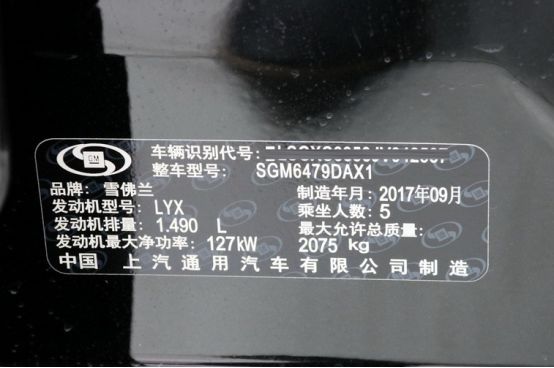 GM
车辆识别代号:
整车型号: SGM6479DAX1
品牌: 雪佛兰 制造年月: 2017年09月
发动机型号: LYX 乘坐人数: 5
发动机排量: 1.490 L 最大允许总质量:
发动机最大净功率: 127kW 2075 kg
中国 上汽通用汽车有限公司制造